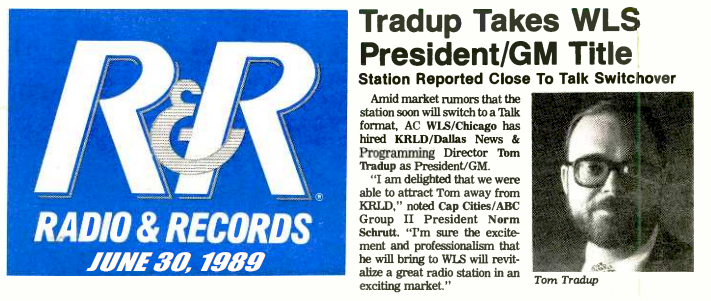 R&R
®
RADIO & RECORDS
JUNE 30, 1989
Tradup Takes WLS
President/GM Title
Station Reported Close To Talk Switchover
Amid market rumors that the
station soon will switch to a Talk
format, AC WLS/Chicago has
hired KRLD/Dallas News &
Programming Director Tom
Tradup as President/GM.
"I am delighted that we were
able to attract Tom away from
KRLD," noted Cap Cities/ABC
Group II President Norm
Schrutt. "I'm sure the excite-
ment and professionalism that
he will bring to WLS will revit-
alize a great radio station in an
exciting market."
Tom Tradup